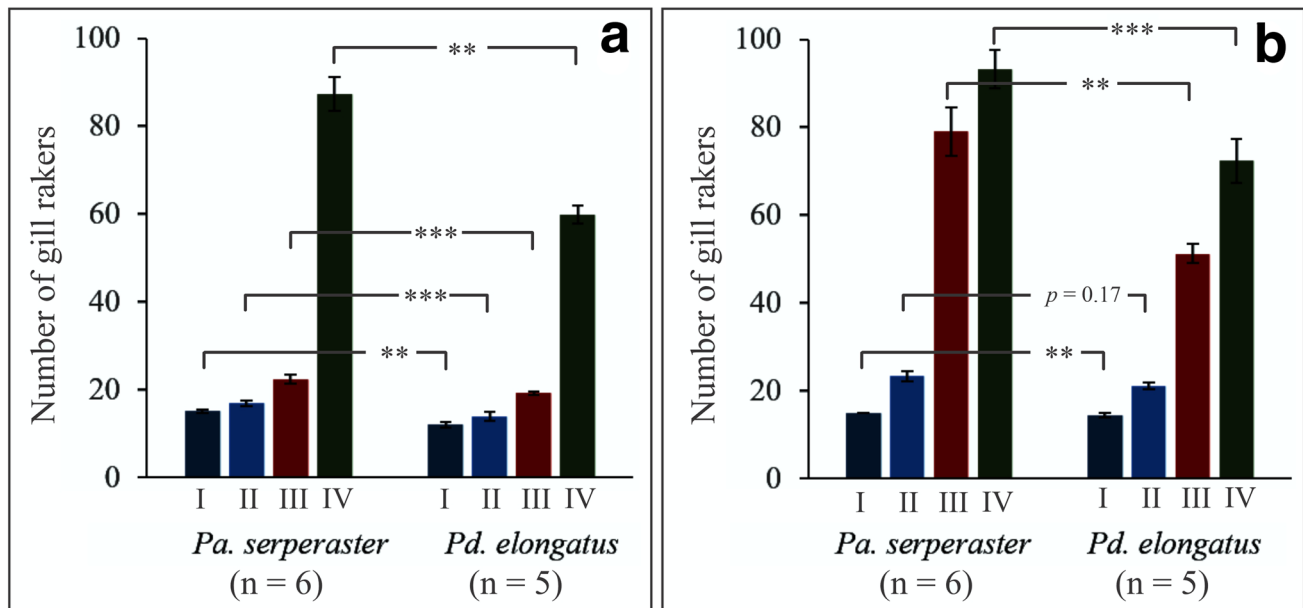 a
Number of gill rakers
100
80
60
40
20
0
**
***
***
**
I II III IV I II III IV
Pa. serperaster Pd. elongatus
(n = 6) (n = 5)
b
Number of gill rakers
100
80
60
40
20
0
***
**
p = 0.17
**
I II III IV I II III IV
Pa. serperaster Pd. elongatus
(n = 6) (n = 5)